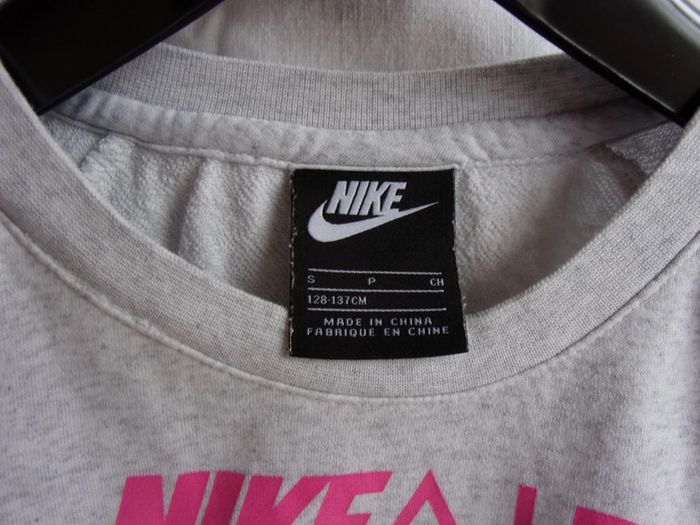 NIKE
S P CH
128-137CM
MADE IN CHINA
FABRIQUE EN CHINE
NIKE